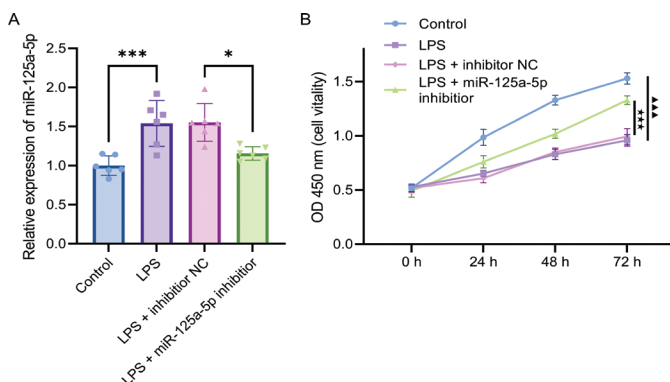 A
Relative expression of miR-125a-5p
2.5
2.0
1.5
1.0
0.5
0.0
***
*
Control
LPS
LPS + inhibitior NC
LPS + miR-125a-5p inhibitior
B
Control
LPS
LPS + inhibitor NC
LPS + miR-125a-5p
inhibitior
OD 450 nm (cell vitality)
1.5
1.0
0.5
0.0
0 h
24 h
48 h
72 h
***
▲▲▲